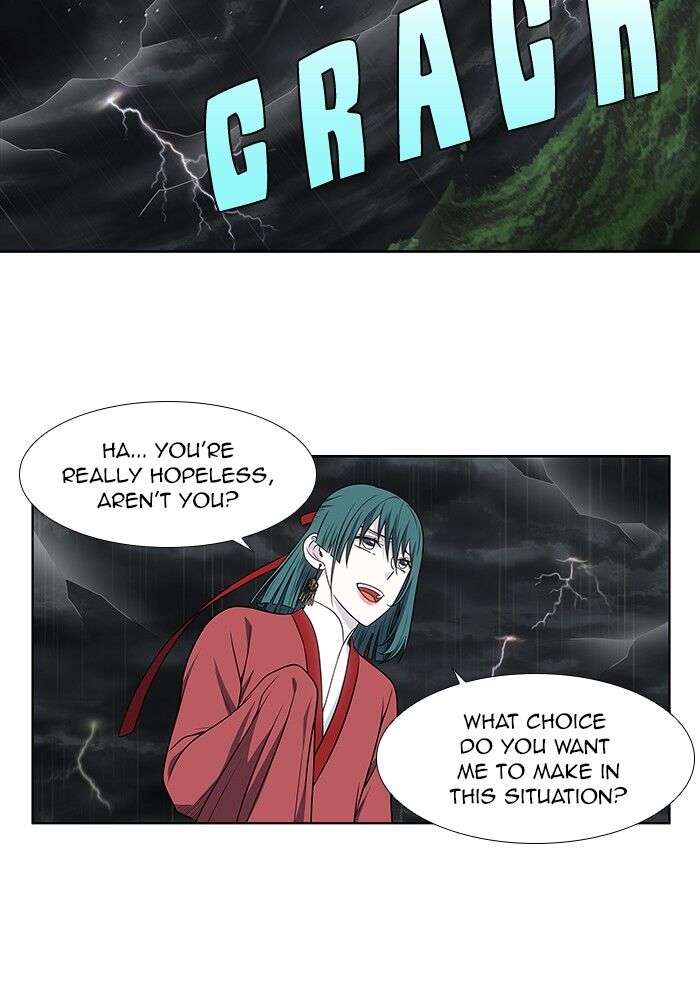 CRACK
HA... YOU'RE
REALLY HOPELESS,
AREN'T YOU?
WHAT CHOICE
DO YOU WANT
ME TO MAKE IN
THIS SITUATION?